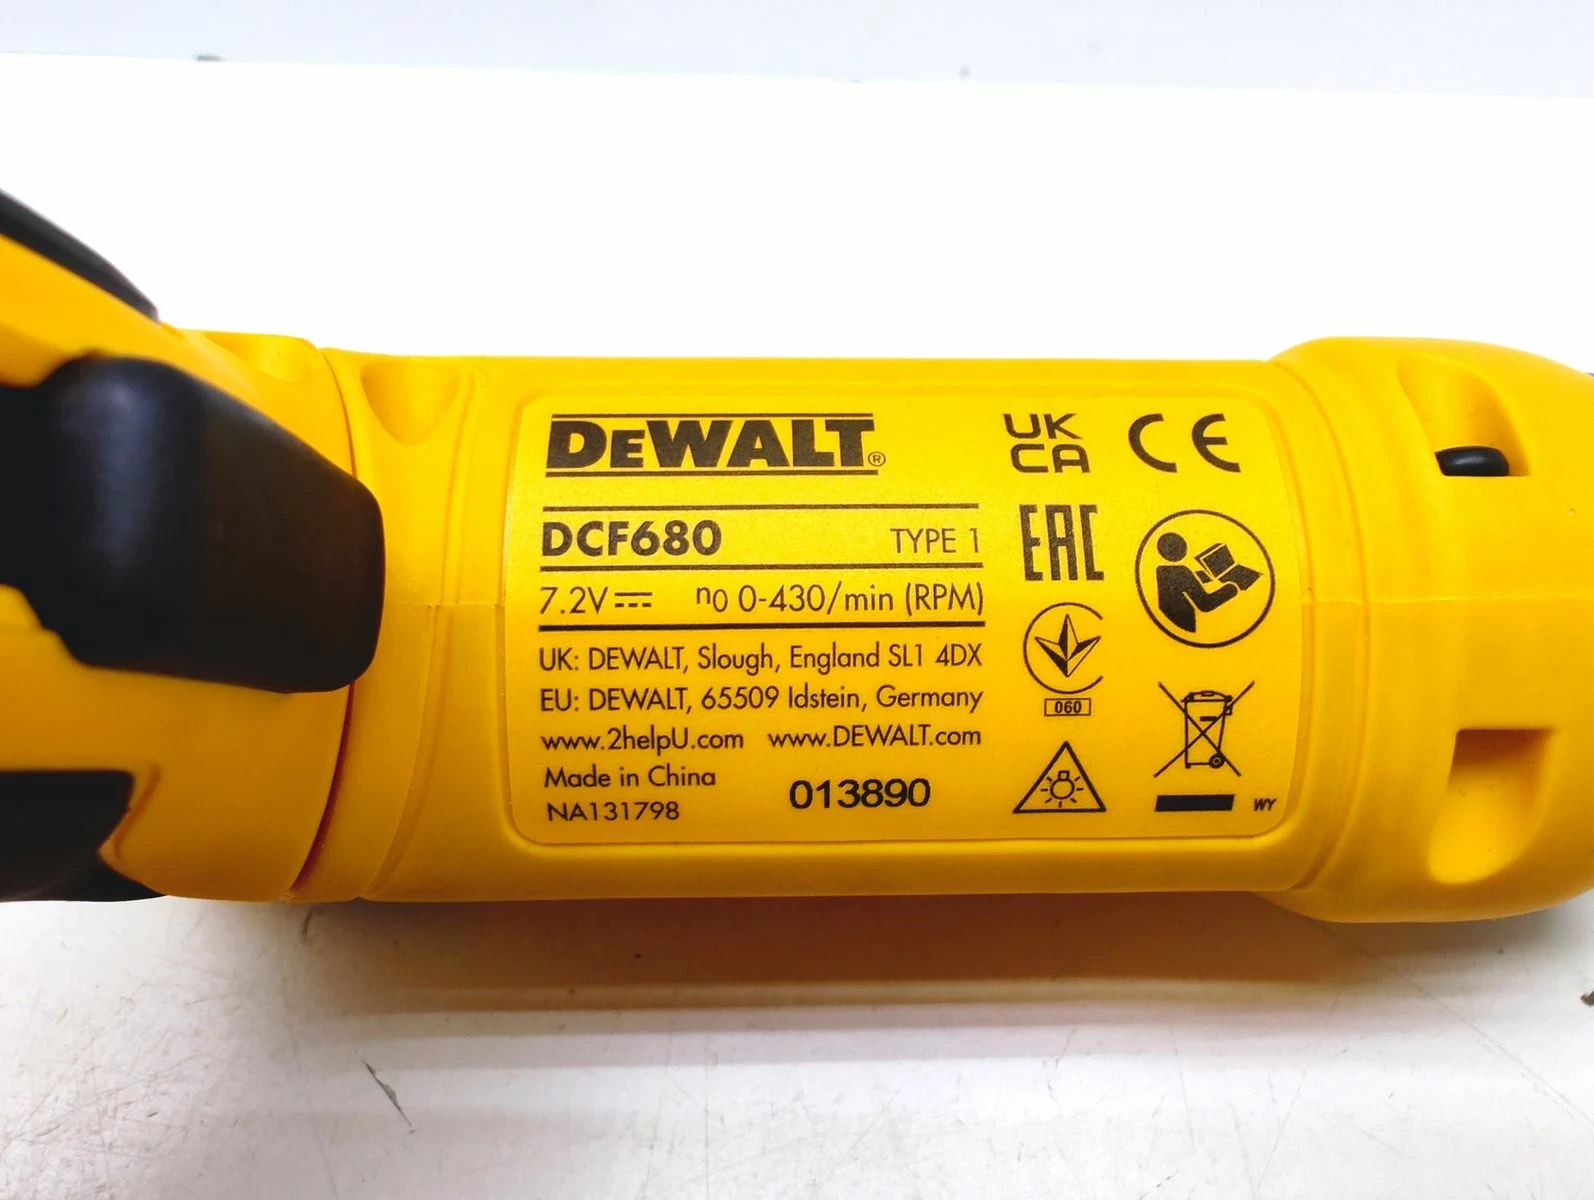 DEWALT®
DCF680 TYPE 1
7.2V⎓ n0 0-430/min (RPM)
UK: DEWALT, Slough, England SL1 4DX
EU: DEWALT, 65509 Idstein, Germany
www.2helpU.com www.DEWALT.com
Made in China
NA131798
013890
UK
CA
CE
EAC
060
WY